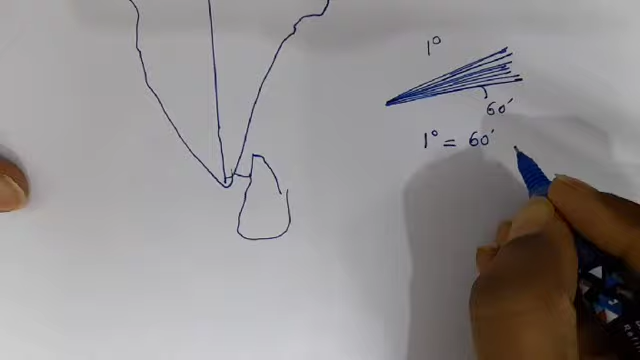 1°
60′
1° = 60′